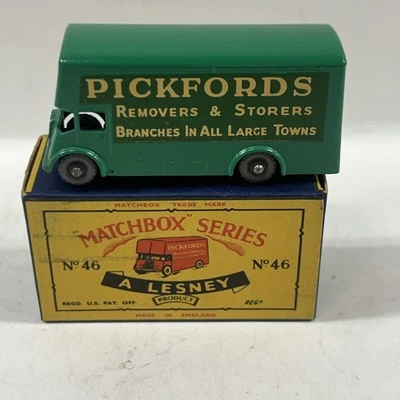 PICKFORDS
REMOVERS & STORERS
BRANCHES IN ALL LARGE TOWNS
MATCHBOX TRADE MARK
"MATCHBOX" SERIES
PICKFORDS
No 46
No 46
A LESNEY
PRODUCT
REGD. U.S. PAT. OFF.
REGD
MADE IN ENGLAND